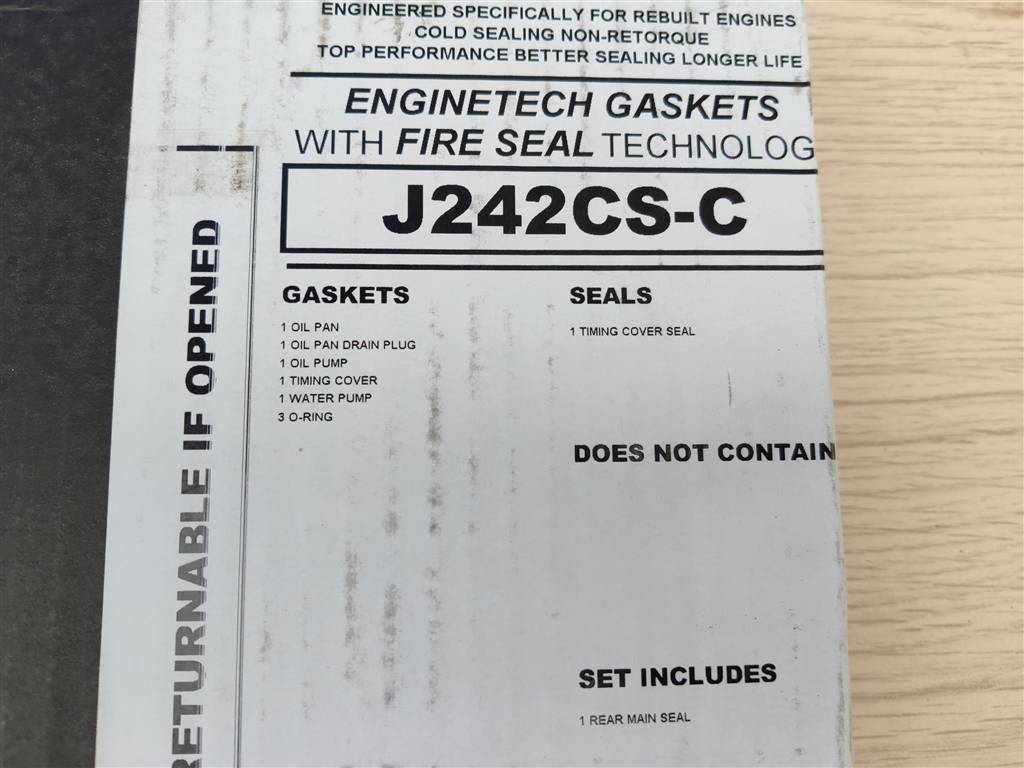 ENGINEERED SPECIFICALLY FOR REBUILT ENGINES
COLD SEALING NON-RETORQUE
TOP PERFORMANCE BETTER SEALING LONGER LIFE
ENGINETECH GASKETS
WITH FIRE SEAL TECHNOLOG
J242CS-C
GASKETS
1 OIL PAN
1 OIL PAN DRAIN PLUG
1 OIL PUMP
1 TIMING COVER
1 WATER PUMP
3 O-RING
SEALS
1 TIMING COVER SEAL
DOES NOT CONTAIN
SET INCLUDES
1 REAR MAIN SEAL
RETURNABLE IF OPENED